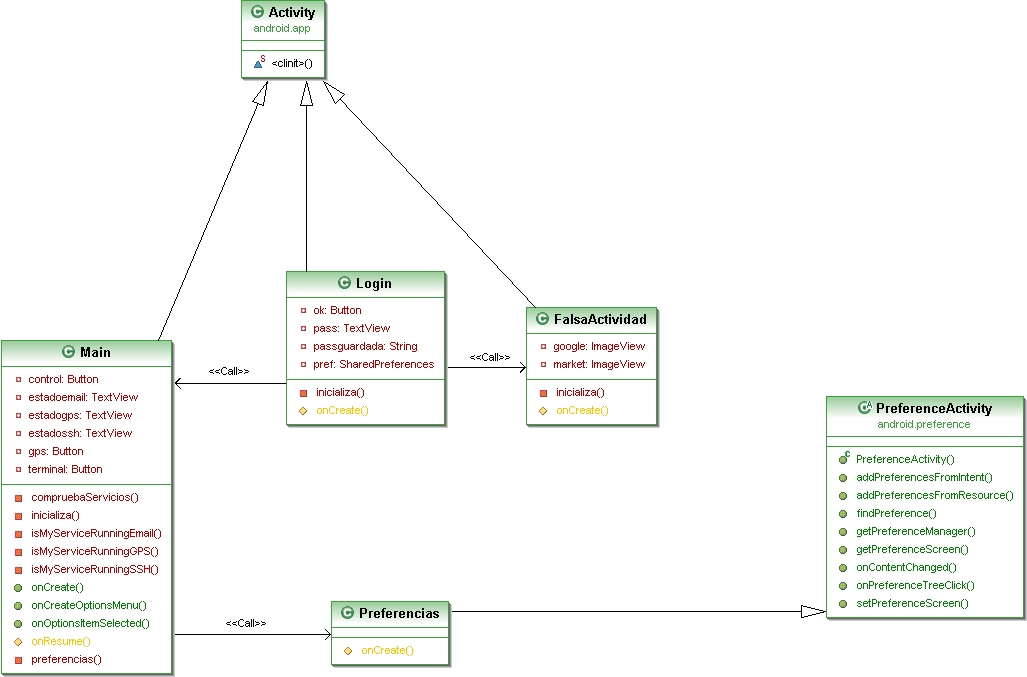 Activity
android.app
<clinit>()
Login
ok: Button
pass: TextView
passguardada: String
pref: SharedPreferences
inicializa()
onCreate()
FalsaActividad
google: ImageView
market: ImageView
inicializa()
onCreate()
<<Call>>
<<Call>>
Main
control: Button
estadoemail: TextView
estadogps: TextView
estadossh: TextView
gps: Button
terminal: Button
compruebaServicios()
inicializa()
isMyServiceRunningEmail()
isMyServiceRunningGPS()
isMyServiceRunningSSH()
onCreate()
onCreateOptionsMenu()
onOptionsItemSelected()
onResume()
preferencias()
<<Call>>
Preferencias
onCreate()
PreferenceActivity
android.preference
PreferenceActivity()
addPreferencesFromIntent()
addPreferencesFromResource()
findPreference()
getPreferenceManager()
getPreferenceScreen()
onContentChanged()
onPreferenceTreeClick()
setPreferenceScreen()